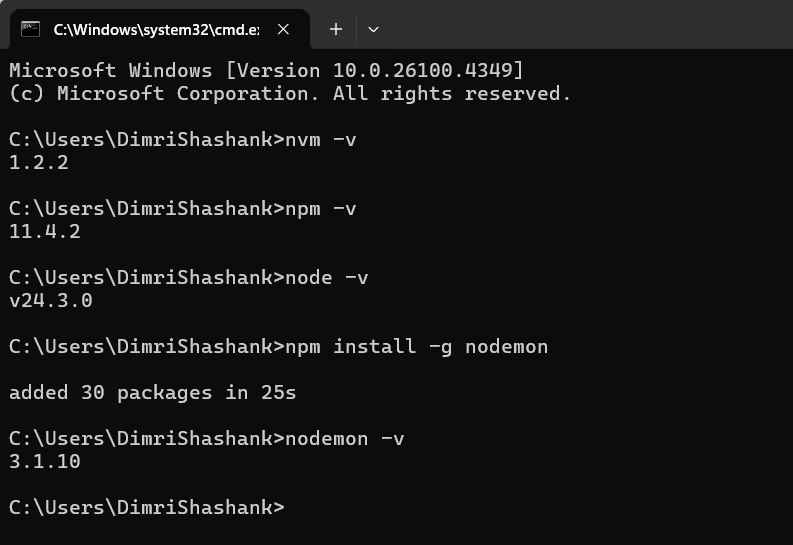 C:\Windows\system32\cmd.e
Microsoft Windows [Version 10.0.26100.4349]
(c) Microsoft Corporation. All rights reserved.
C:\Users\DimriShashank>nvm -v
1.2.2
C:\Users\DimriShashank>npm -v
11.4.2
C:\Users\DimriShashank>node -v
v24.3.0
C:\Users\DimriShashank>npm install -g nodemon
added 30 packages in 25s
C:\Users\DimriShashank>nodemon -v
3.1.10
C:\Users\DimriShashank>